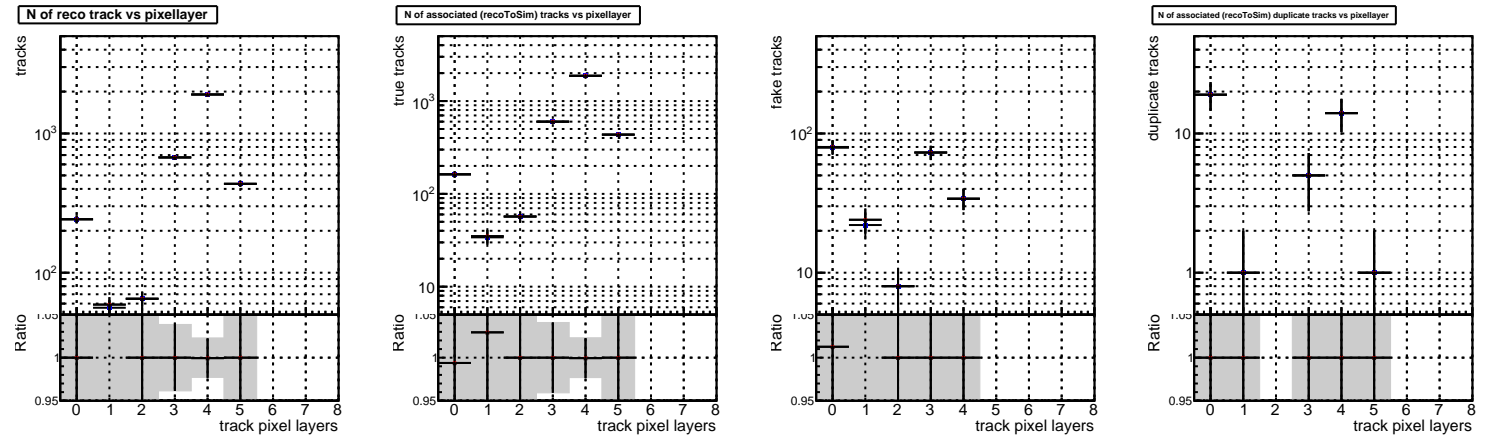 N of reco track vs pixellayer
tracks
10³
10²
Ratio
1.05
1
0.95
0 1 2 3 4 5 6 7 8
track pixel layers
N of associated (recoToSim) tracks vs pixellayer
true tracks
10³
10²
10
Ratio
1.05
1
0.95
0 1 2 3 4 5 6 7 8
track pixel layers
fake tracks
10²
10
Ratio
1.05
1
0.95
0 1 2 3 4 5 6 7 8
track pixel layers
N of associated (recoToSim) duplicate tracks vs pixellayer
duplicate tracks
10
1
Ratio
1.05
1
0.95
0 1 2 3 4 5 6 7 8
track pixel layers